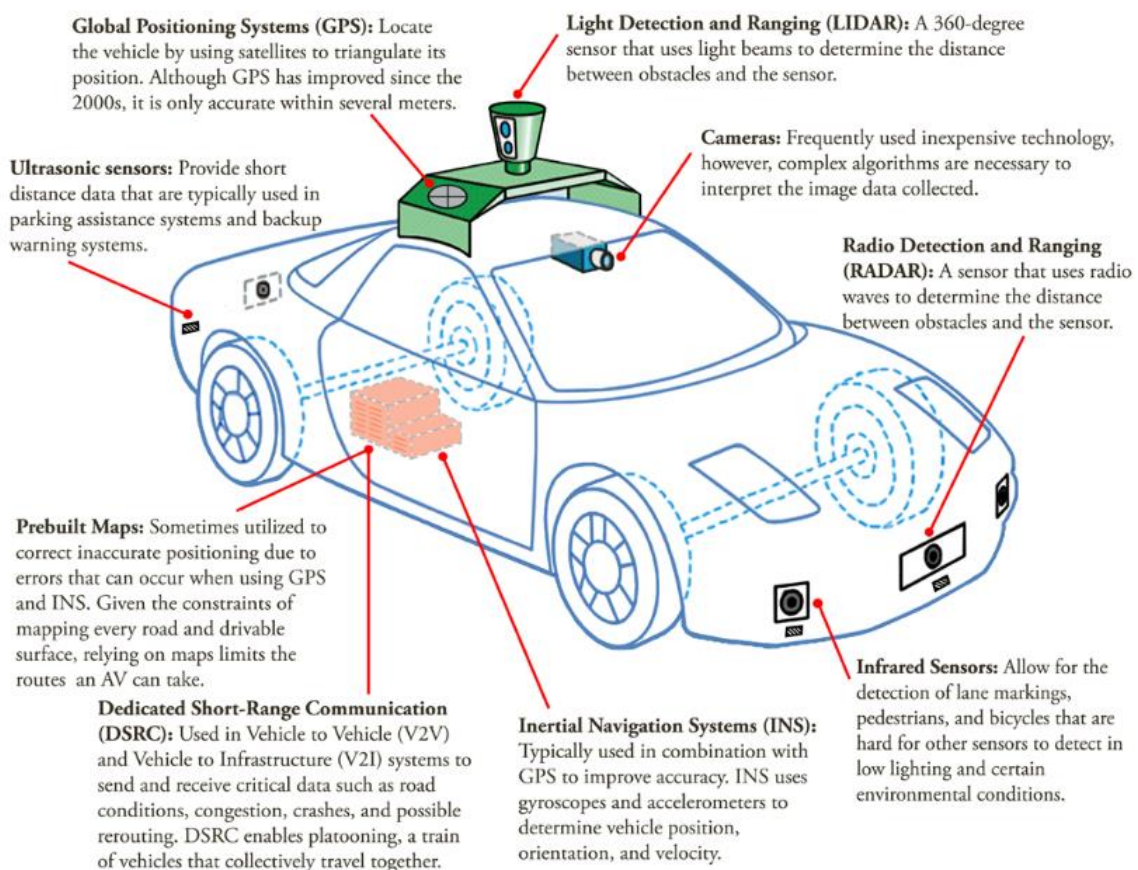 Global Positioning Systems (GPS): Locate
the vehicle by using satellites to triangulate its
position. Although GPS has improved since the
2000s, it is only accurate within several meters.
Light Detection and Ranging (LIDAR): A 360-degree
sensor that uses light beams to determine the distance
between obstacles and the sensor.
Cameras: Frequently used inexpensive technology,
however, complex algorithms are necessary to
interpret the image data collected.
Ultrasonic sensors: Provide short
distance data that are typically used in
parking assistance systems and backup
warning systems.
Radio Detection and Ranging
(RADAR): A sensor that uses radio
waves to determine the distance
between obstacles and the sensor.
Prebuilt Maps: Sometimes utilized to
correct inaccurate positioning due to
errors that can occur when using GPS
and INS. Given the constraints of
mapping every road and drivable
surface, relying on maps limits the
routes an AV can take.
Dedicated Short-Range Communication
(DSRC): Used in Vehicle to Vehicle (V2V)
and Vehicle to Infrastructure (V2I) systems to
send and receive critical data such as road
conditions, congestion, crashes, and possible
rerouting. DSRC enables platooning, a train
of vehicles that collectively travel together.
Inertial Navigation Systems (INS):
Typically used in combination with
GPS to improve accuracy. INS uses
gyroscopes and accelerometers to
determine vehicle position,
orientation, and velocity.
Infrared Sensors: Allow for the
detection of lane markings,
pedestrians, and bicycles that are
hard for other sensors to detect in
low lighting and certain
environmental conditions.